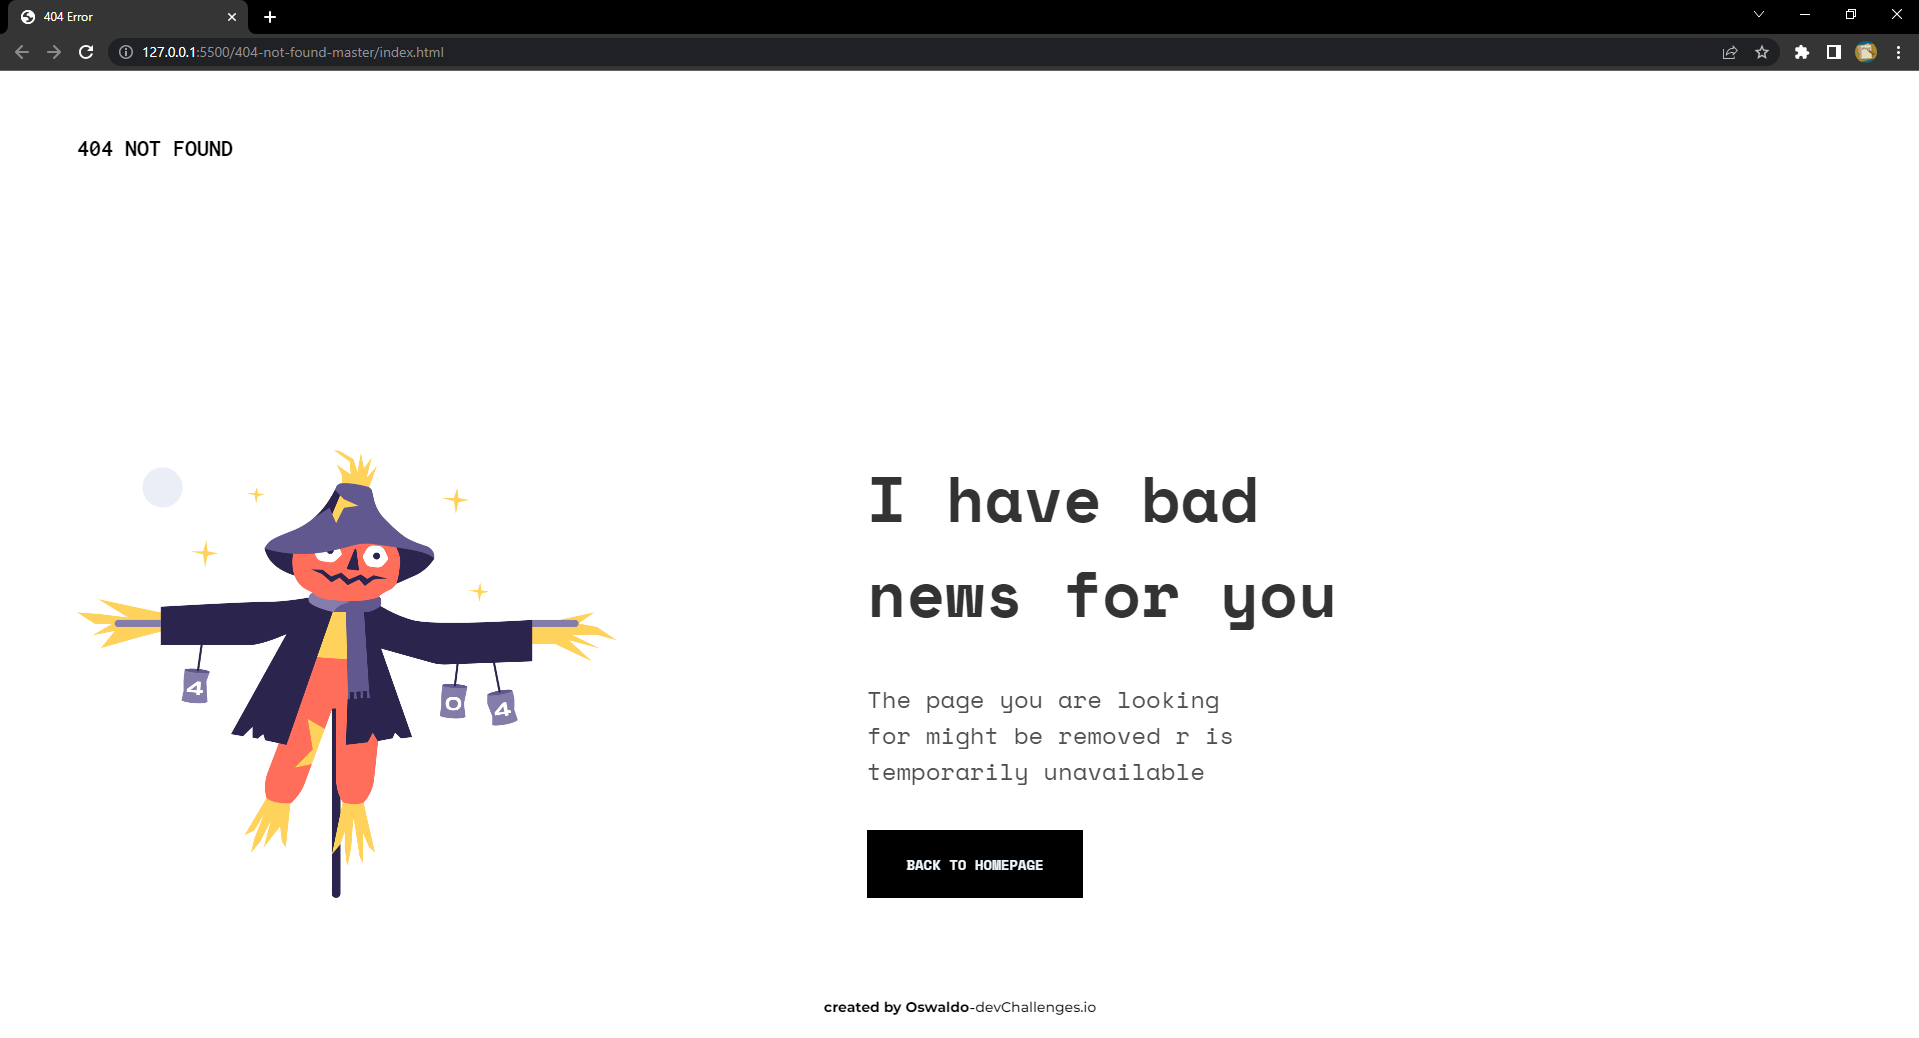 404 Error
127.0.0.1:5500/404-not-found-master/index.html
404 NOT FOUND
I have bad
news for you
The page you are looking
for might be removed r is
temporarily unavailable
BACK TO HOMEPAGE
4
0
4
created by Oswaldo-devChallenges.io